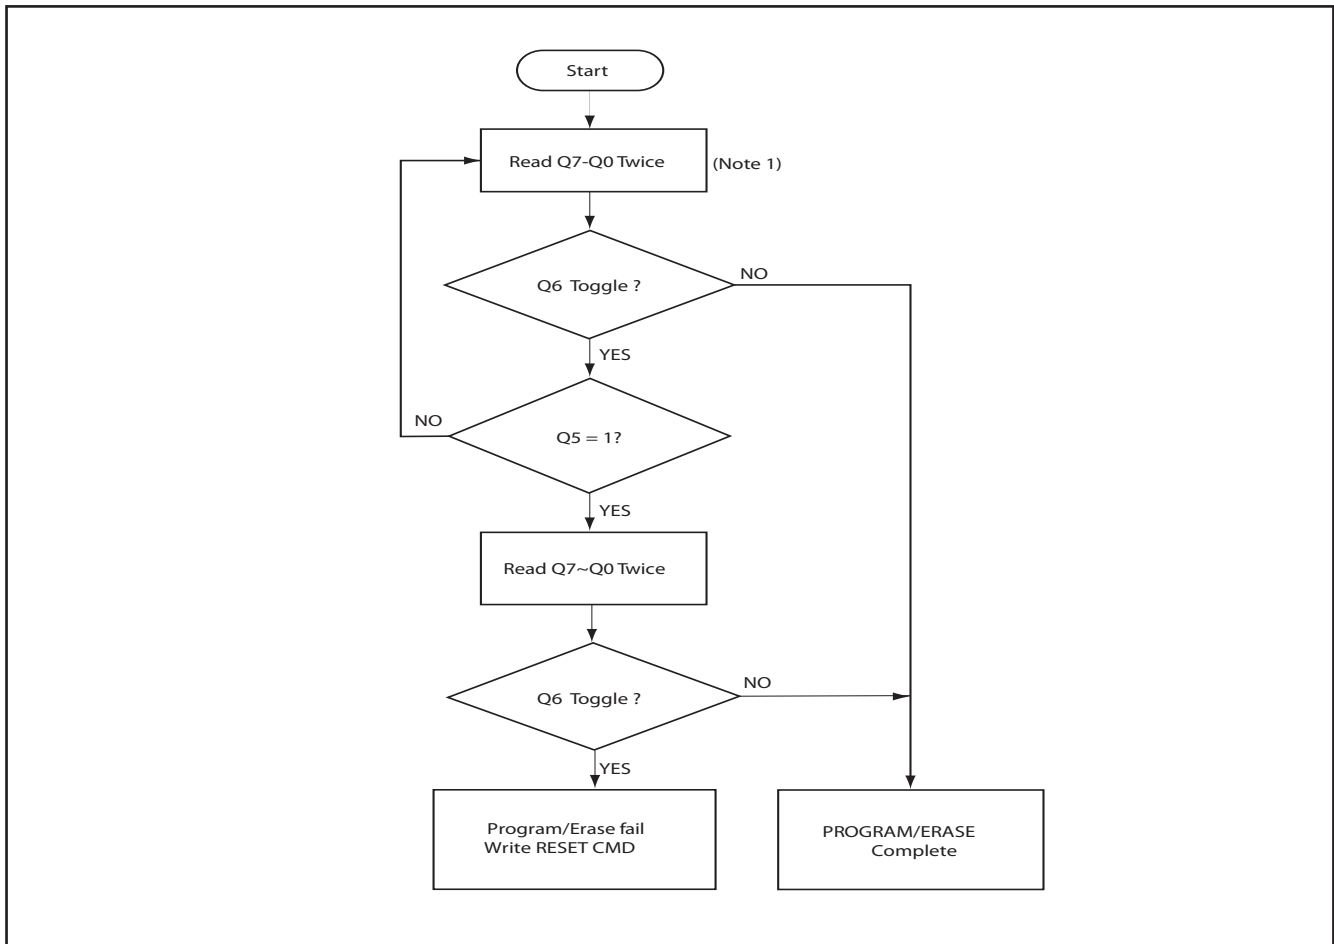 Start
Read Q7-Q0 Twice
(Note 1)
Q6 Toggle ?
NO
YES
Q5 = 1?
NO
YES
Read Q7~Q0 Twice
Q6 Toggle ?
NO
YES
Program/Erase fail
Write RESET CMD
PROGRAM/ERASE
Complete